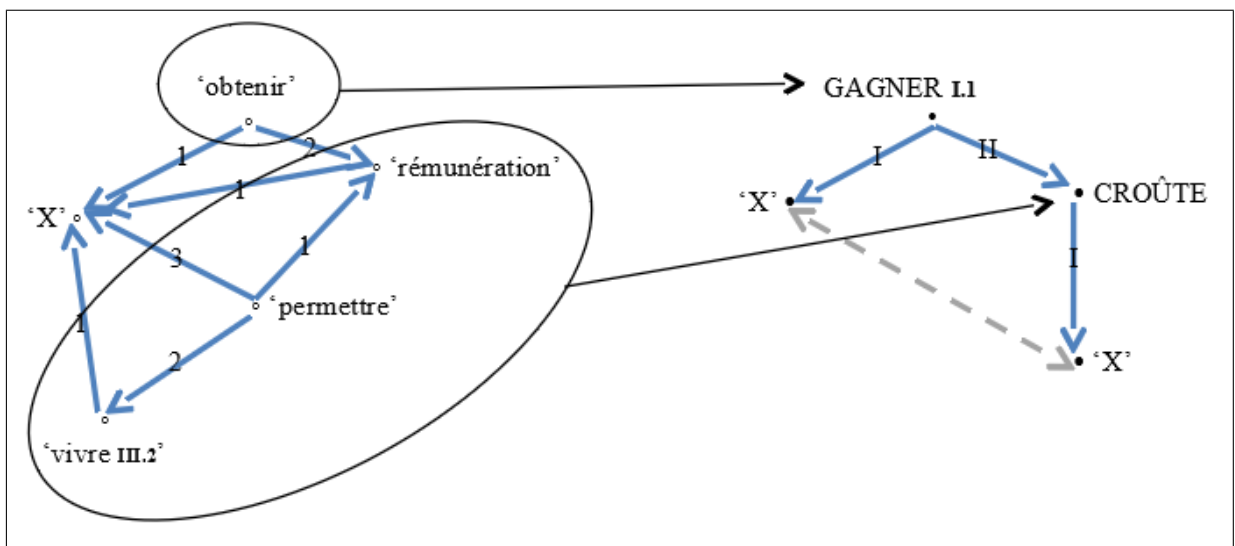 ‘obtenir’
GAGNER I.1
1
2
I
II
‘rémunération’
1
‘X’
‘X’
CROÛTE
3
1
I
‘permettre’
1
2
‘X’
‘vivre III.2’